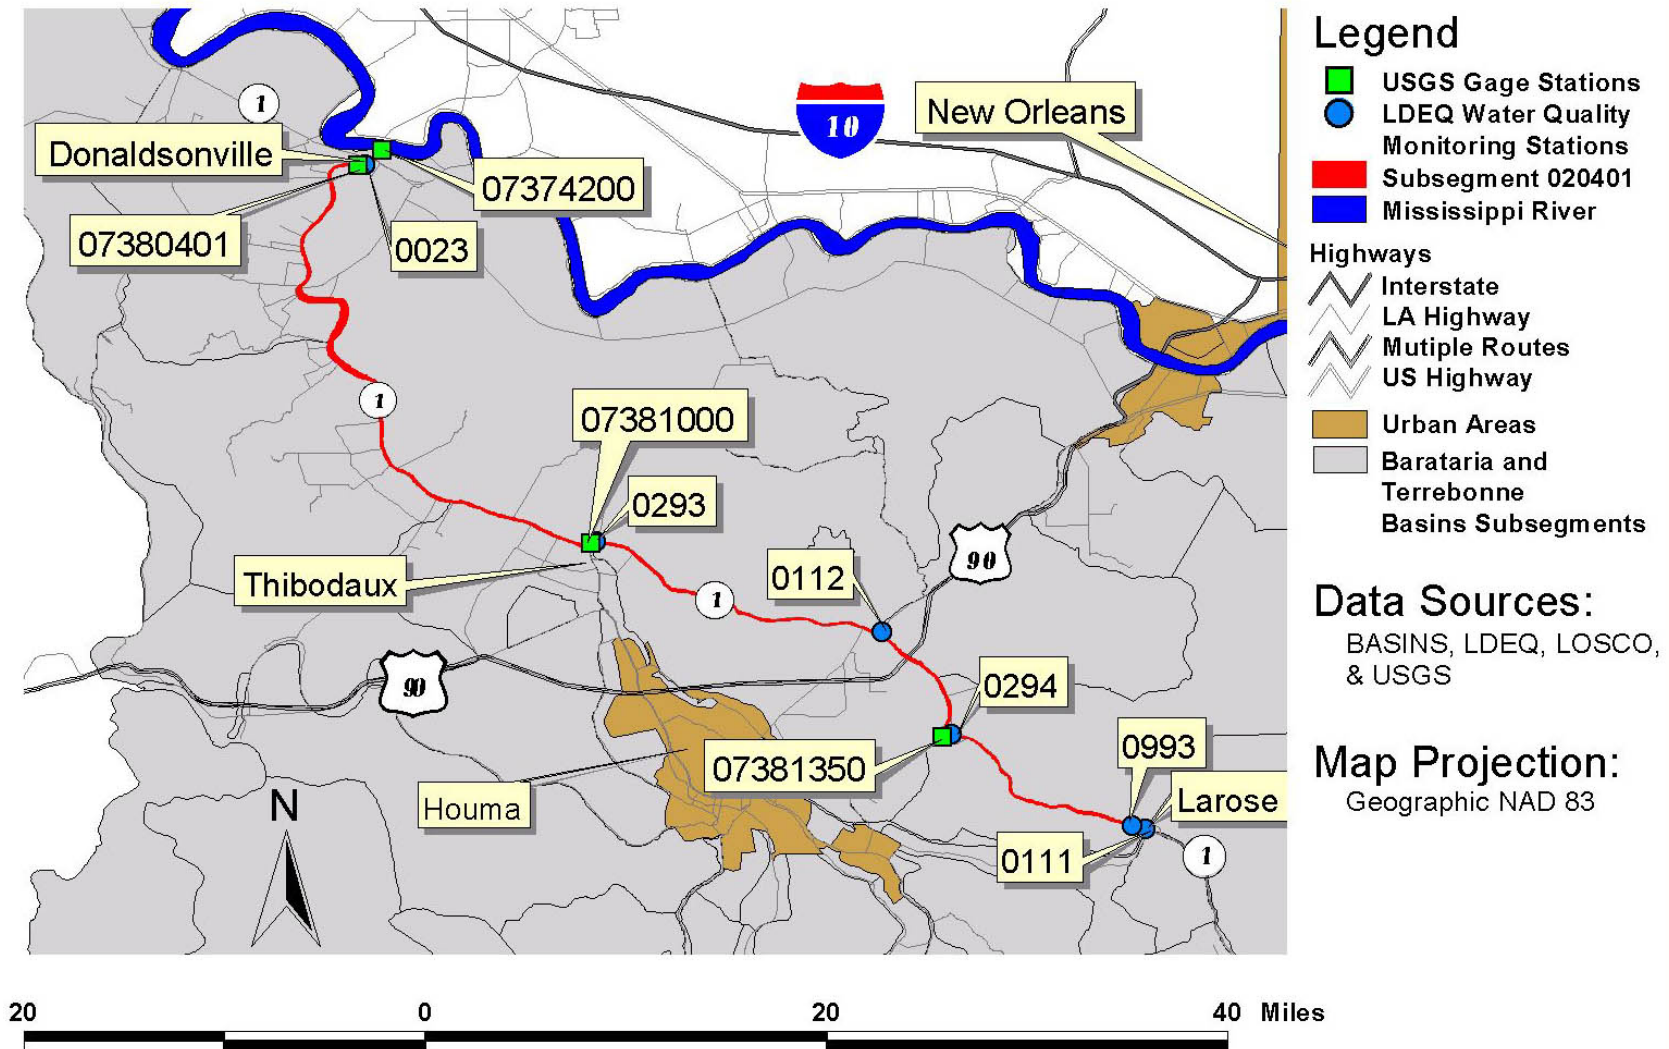 1
Donaldsonville
07380401
0023
07374200
10
New Orleans
1
07381000
0293
Thibodaux
1
0112
90
90
0294
07381350
Houma
0993
Larose
0111
1
N
Legend
USGS Gage Stations
LDEQ Water Quality
Monitoring Stations
Subsegment 020401
Mississippi River
Highways
Interstate
LA Highway
Mutiple Routes
US Highway
Urban Areas
Barataria and
Terrebonne
Basins Subsegments
Data Sources:
BASINS, LDEQ, LOSCO,
& USGS
Map Projection:
Geographic NAD 83
20 0 20 40 Miles